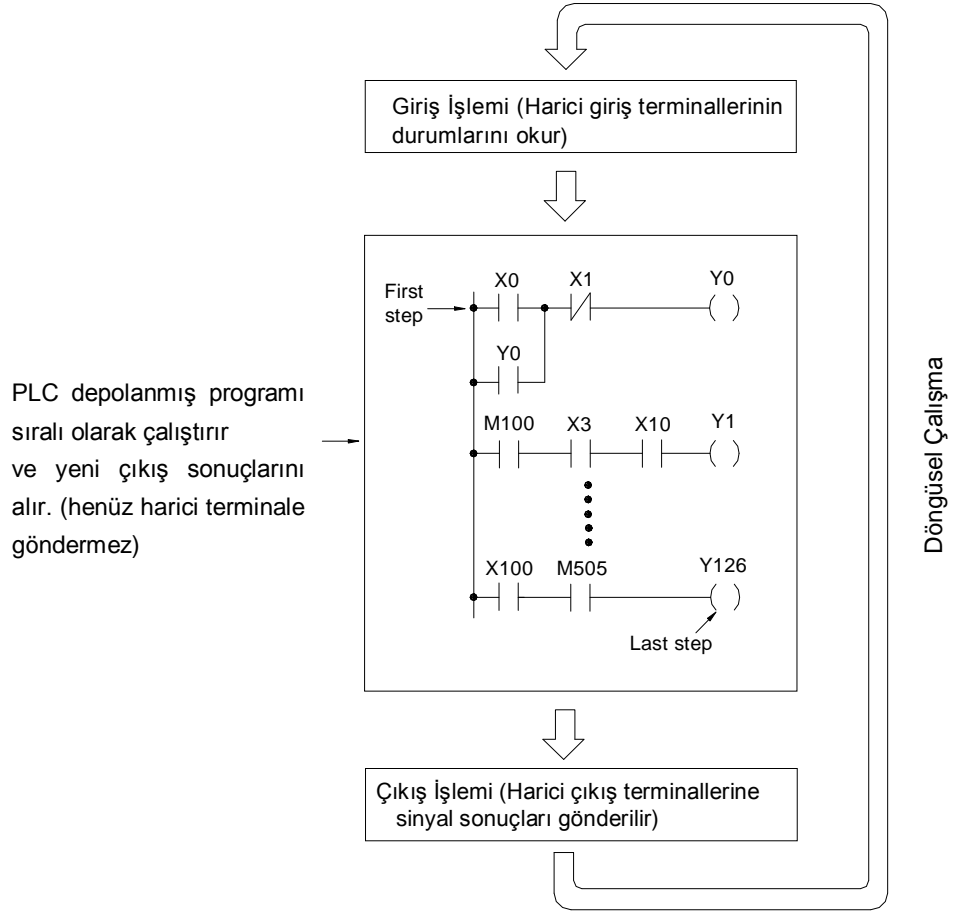 Giriş İşlemi (Harici giriş terminallerinin
durumlarını okur)
First
step
X0
X1
Y0
Y0
M100
X3
X10
Y1
X100
M505
Y126
Last step
PLC depolanmış programı
sıralı olarak çalıştırır
ve yeni çıkış sonuçlarını
alır. (henüz harici terminale
göndermez)
Çıkış İşlemi (Harici çıkış terminallerine
sinyal sonuçları gönderilir)
Döngüsel Çalışma